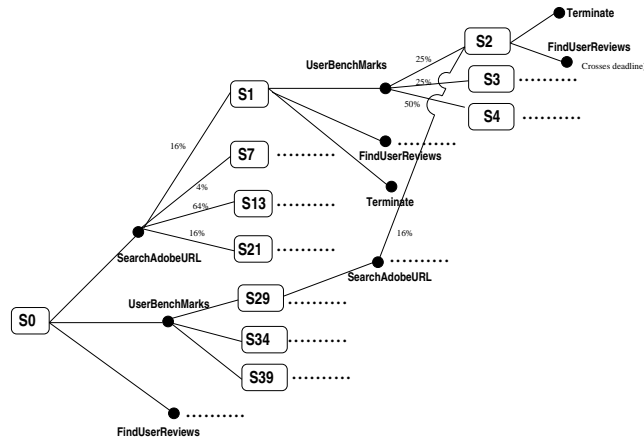 Terminate
S2
FindUserReviews
Crosses deadline!
UserBenchMarks
25%
25%
S3
50%
S4
S1
16%
FindUserReviews
S7
4%
Terminate
64%
S13
16%
S21
16%
SearchAdobeURL
SearchAdobeURL
UserBenchMarks
S29
S0
S34
S39
FindUserReviews